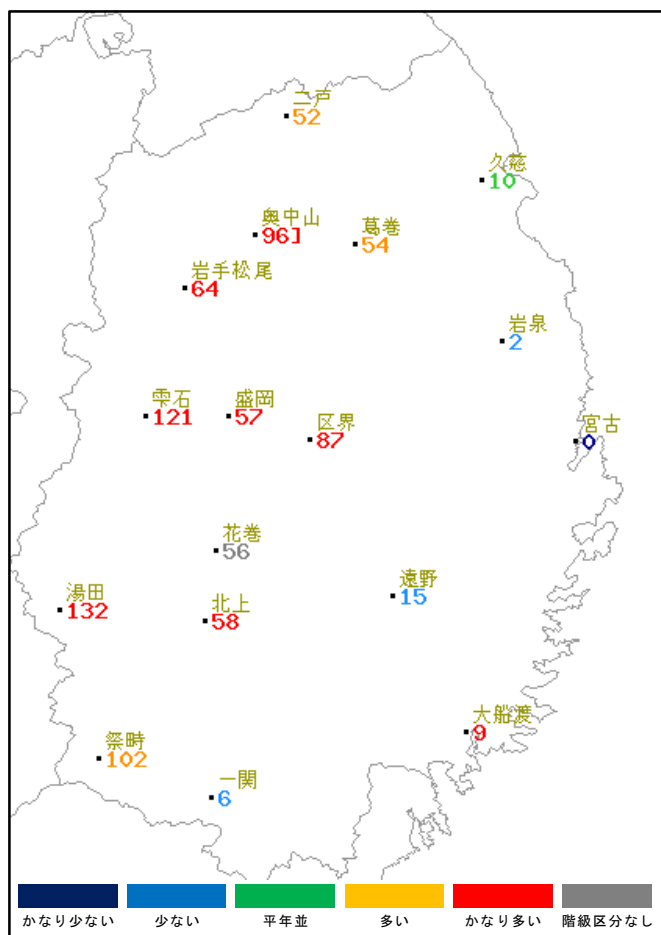 二戸
52
久慈
10
奥中山
96]
葛巻
54
岩手松尾
64
岩泉
2
雫石
121
盛岡
57
区界
87
宮古
0
花巻
56
湯田
132
北上
58
遠野
15
大船渡
9
祭畤
102
一関
6
かなり少ない 少ない 平年並 多い かなり多い 階級区分なし